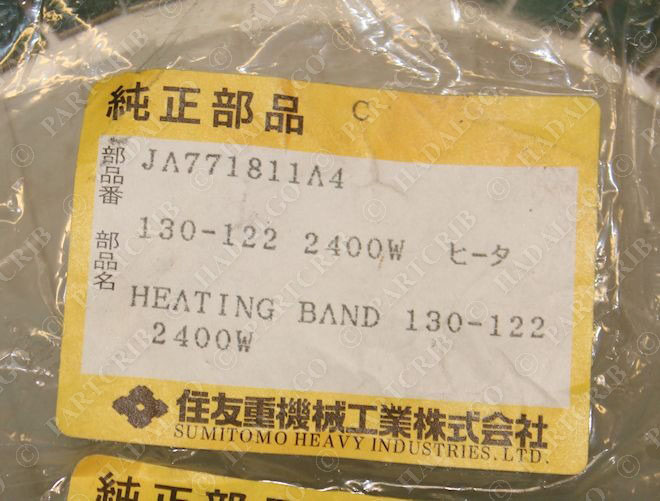 純正部品 C
部品番 JA771811A4
部品名 130-122 2400W ヒータ
HEATING BAND 130-122
2400W
住友重機械工業株式会社
SUMITOMO HEAVY INDUSTRIES. LTD.
純正部品
© PARTCRIB © HADALGO